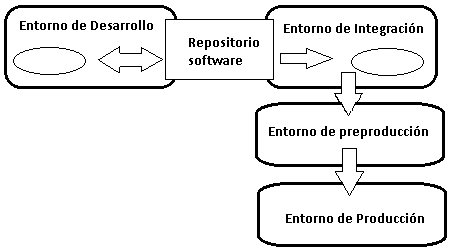 Entorno de Desarrollo
Repositorio
software
Entorno de Integración
Entorno de preproducción
Entorno de Producción